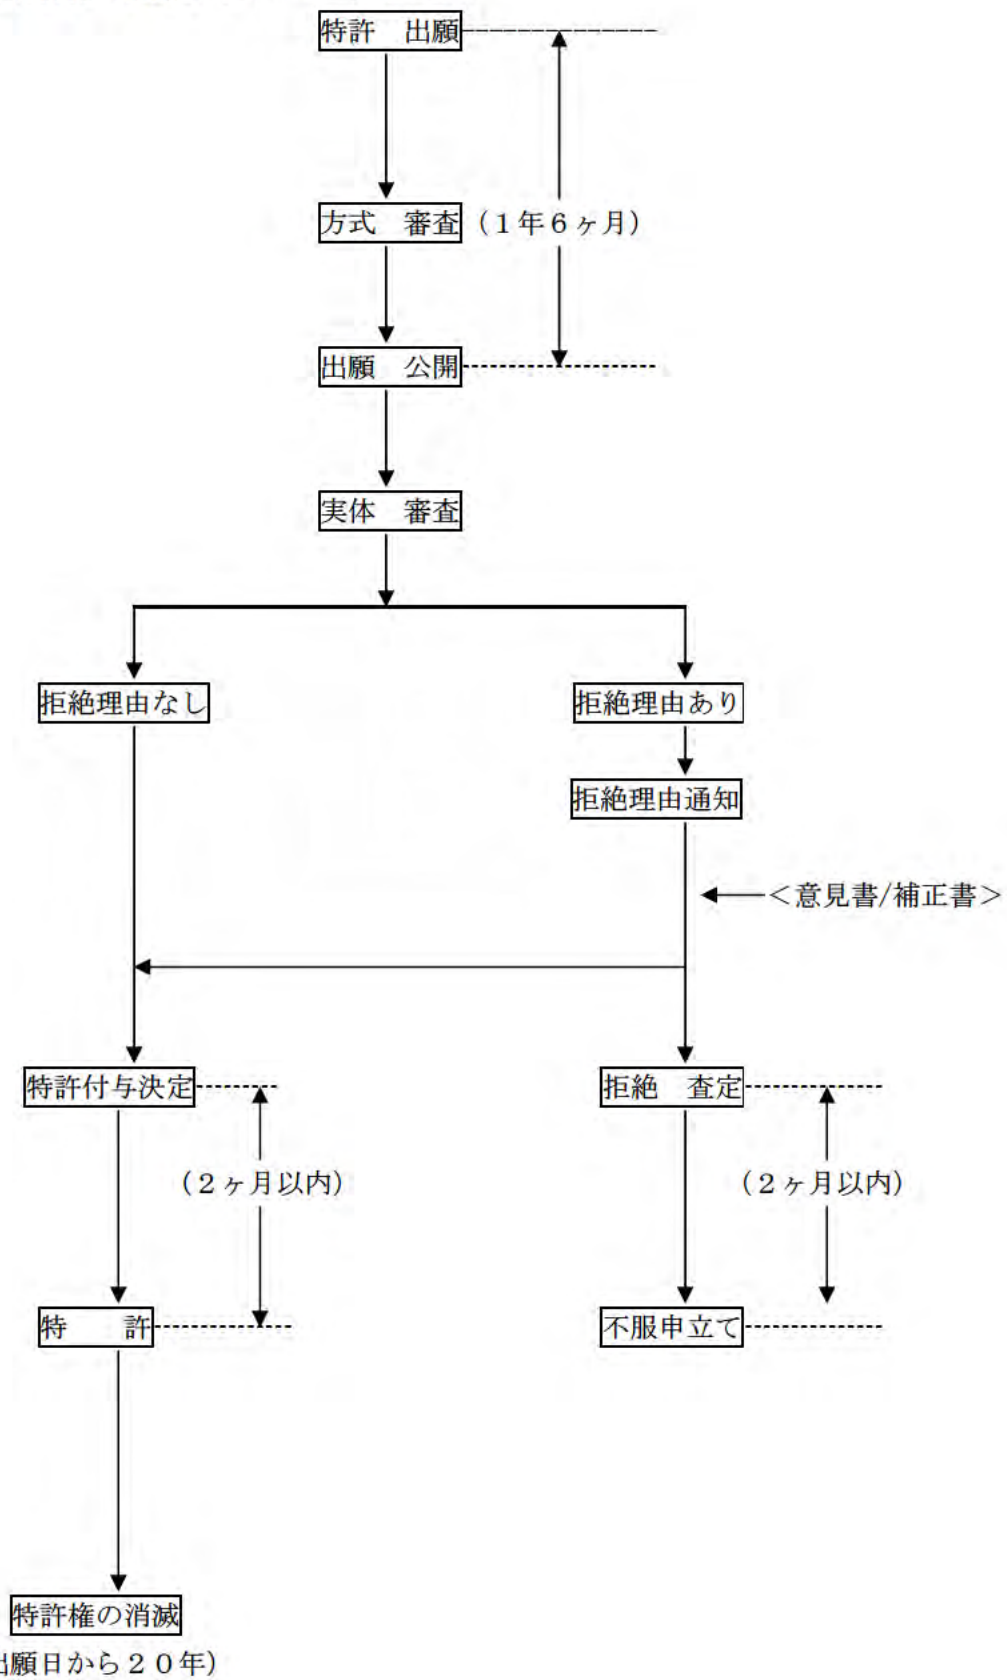 特許　出願
方式　審査
（１年６ヶ月）
出願　公開
実体　審査
拒絶理由なし
拒絶理由あり
拒絶理由通知
＜意見書/補正書＞
特許付与決定
拒絶　査定
（２ヶ月以内）
（２ヶ月以内）
特　　許
不服申立て
特許権の消滅
出願日から２０年）